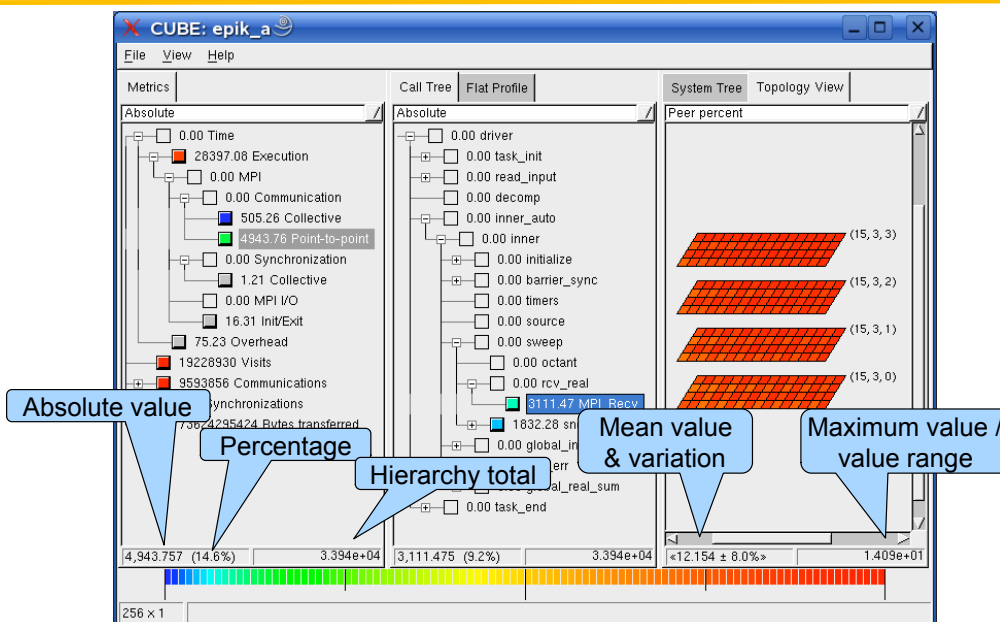 CUBE: epik_a
File View Help
Metrics
Absolute
0.00 Time
28397.08 Execution
0.00 MPI
0.00 Communication
505.26 Collective
4943.76 Point-to-point
0.00 Synchronization
1.21 Collective
0.00 MPI I/O
16.31 Init/Exit
75.23 Overhead
19228930 Visits
9593856 Communications
Synchronizations
73624295424 Bytes transferred
4,943.757 (14.6%)
3.394e+04
Call Tree Flat Profile
Absolute
0.00 driver
0.00 task_init
0.00 read_input
0.00 decomp
0.00 inner_auto
0.00 inner
0.00 initialize
0.00 barrier_sync
0.00 timers
0.00 source
0.00 sweep
0.00 octant
0.00 rcv_real
3111.47 MPI_Recv
1832.28
0.00
0.00 task_end
3,111.475 (9.2%)
3.394e+04
System Tree Topology View
Peer percent
(15, 3, 3)
(15, 3, 2)
(15, 3, 1)
(15, 3, 0)
«12.154 ± 8.0%»
1.409e+01
256 × 1
Absolute value
Percentage
Hierarchy total
Mean value
& variation
Maximum value /
value range